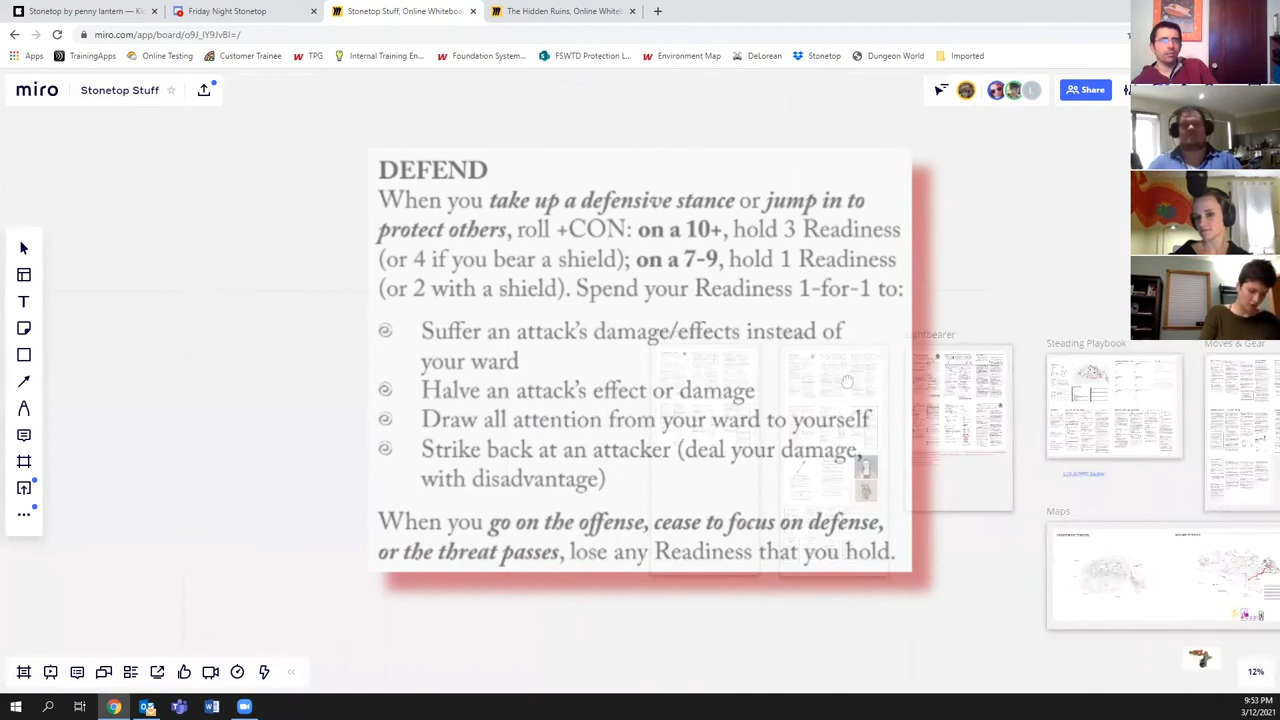 Stonetop by penny lantern — Ki
Friday Night Stonetop
Stonetop Stuff, Online Whiteboa
The Hidden Ruins, Online Whiteb
miro.com/app/board/o9J_lY9JvBI=/
Apps
TrainingApps
Online Testing
Customer Trainee
TPG
Internal Training En...
Foundation System...
FSWTD Protection L...
Environment Map
DeLorean
Stonetop
Dungeon World
Imported
miro
Stonetop Stuff
L
Share
DEFEND
When you take up a defensive stance or jump in to
protect others, roll +CON: on a 10+, hold 3 Readiness
(or 4 if you bear a shield); on a 7-9, hold 1 Readiness
(or 2 with a shield). Spend your Readiness 1-for-1 to:
Suffer an attack's damage/effects instead of
your ward
Halve an attack's effect or damage
Draw all attention from your ward to yourself
Strike back at an attacker (deal your damage,
with disadvantage)
When you go on the offense, cease to focus on defense,
or the threat passes, lose any Readiness that you hold.
Lightbearer
Steading Playbook
Moves & Gear
Maps
12%
9:53 PM
3/12/2021